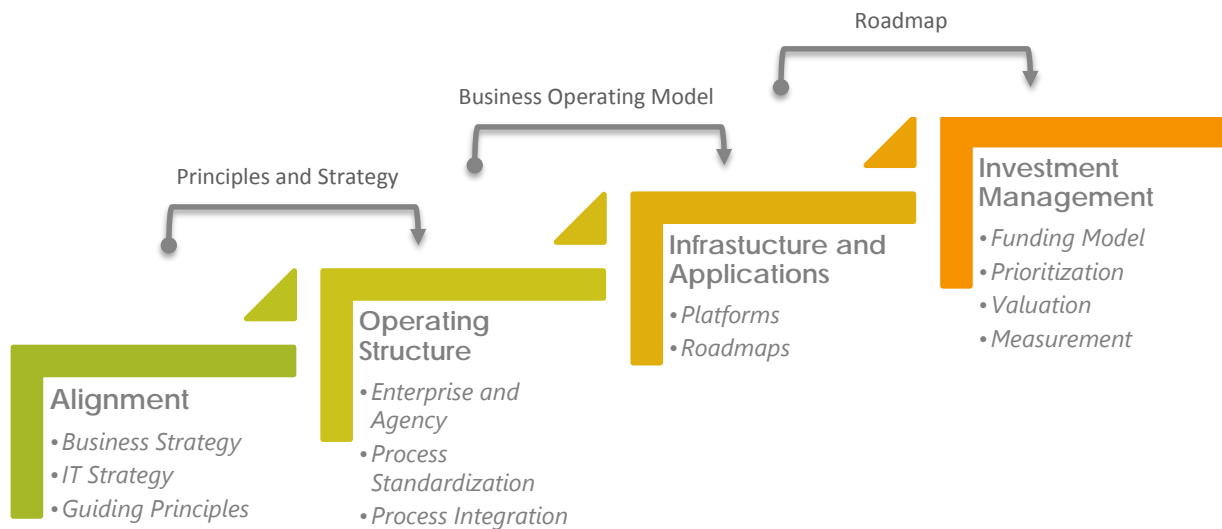 Roadmap
Business Operating Model
Principles and Strategy
Alignment
• Business Strategy
• IT Strategy
• Guiding Principles
Operating
Structure
• Enterprise and
Agency
• Process
Standardization
• Process Integration
Infrastucture and
Applications
• Platforms
• Roadmaps
Investment
Management
• Funding Model
• Prioritization
• Valuation
• Measurement